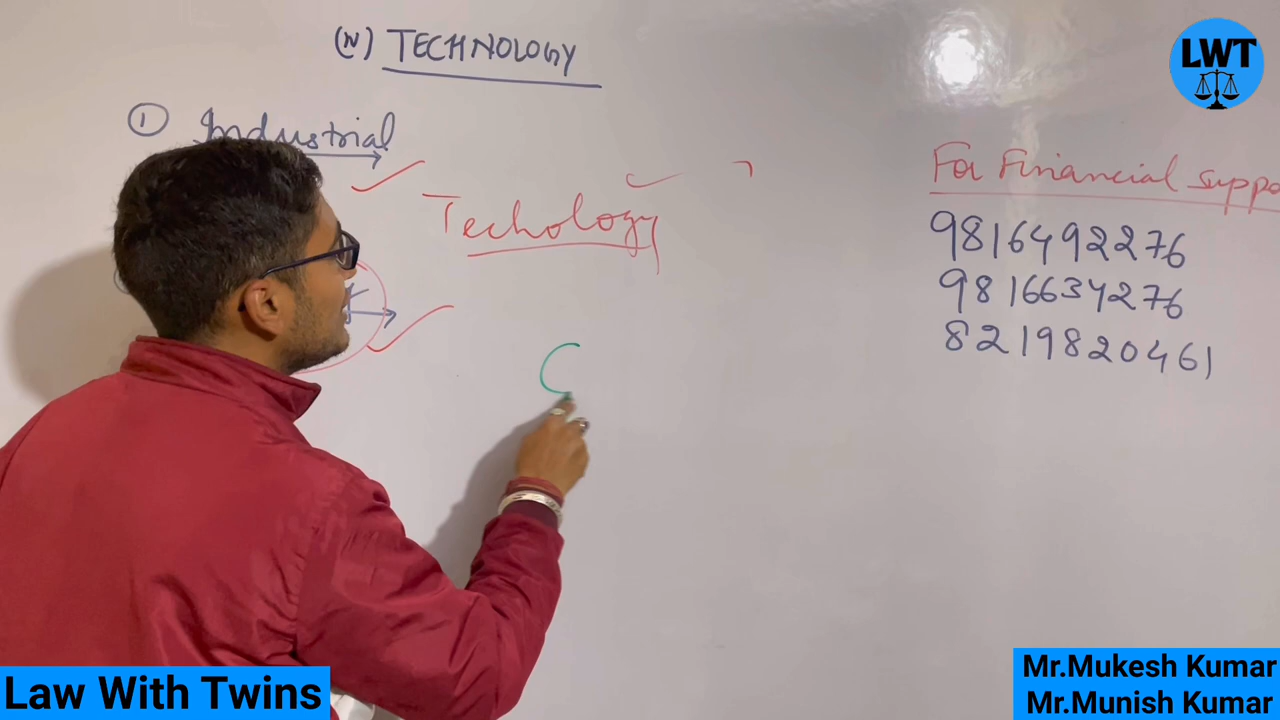 (N) TECHNOLOGY
① Industrial
Techology
C
For Financial suppo
9816492276
9816634276
8219820461
LWT
Law With Twins
Mr.Mukesh Kumar
Mr.Munish Kumar